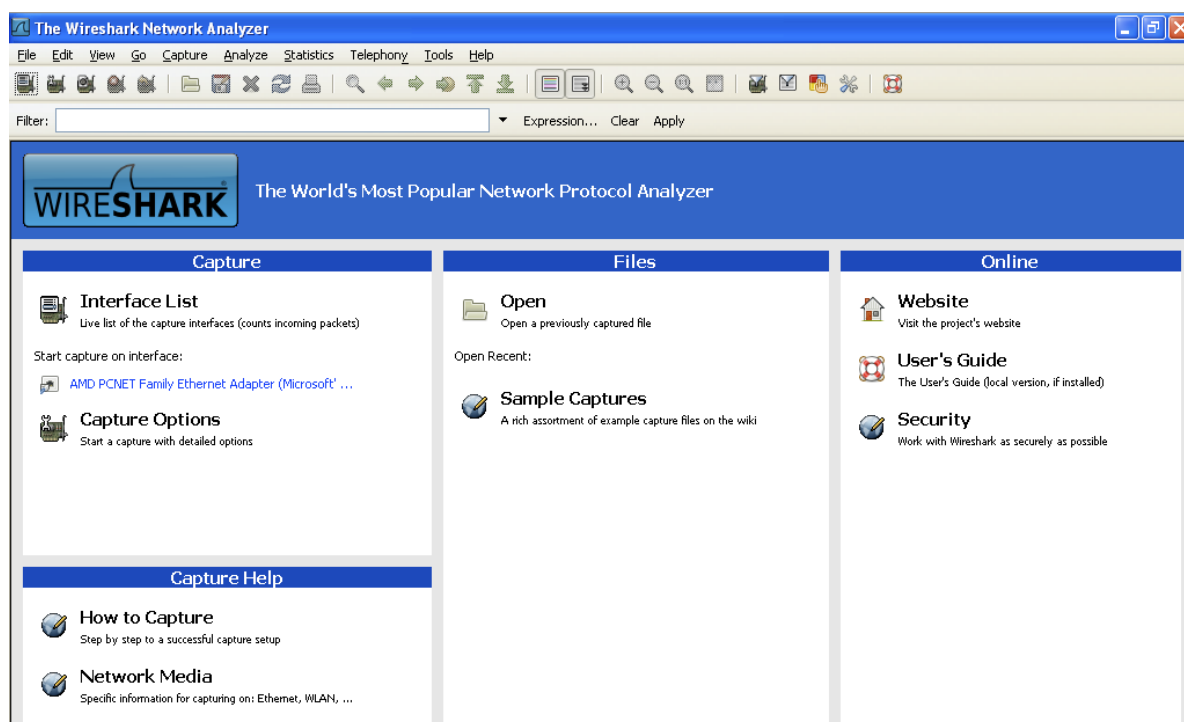 The Wireshark Network Analyzer
File Edit View Go Capture Analyze Statistics Telephony Tools Help
Filter: Expression... Clear Apply
WIRESHARK® The World's Most Popular Network Protocol Analyzer
Capture
Interface List
Live list of the capture interfaces (counts incoming packets)
Start capture on interface:
AMD PCNET Family Ethernet Adapter (Microsoft' ...
Capture Options
Start a capture with detailed options
Capture Help
How to Capture
Step by step to a successful capture setup
Network Media
Specific information for capturing on: Ethernet, WLAN, ...
Files
Open
Open a previously captured file
Open Recent:
Sample Captures
A rich assortment of example capture files on the wiki
Online
Website
Visit the project's website
User's Guide
The User's Guide (local version, if installed)
Security
Work with Wireshark as securely as possible